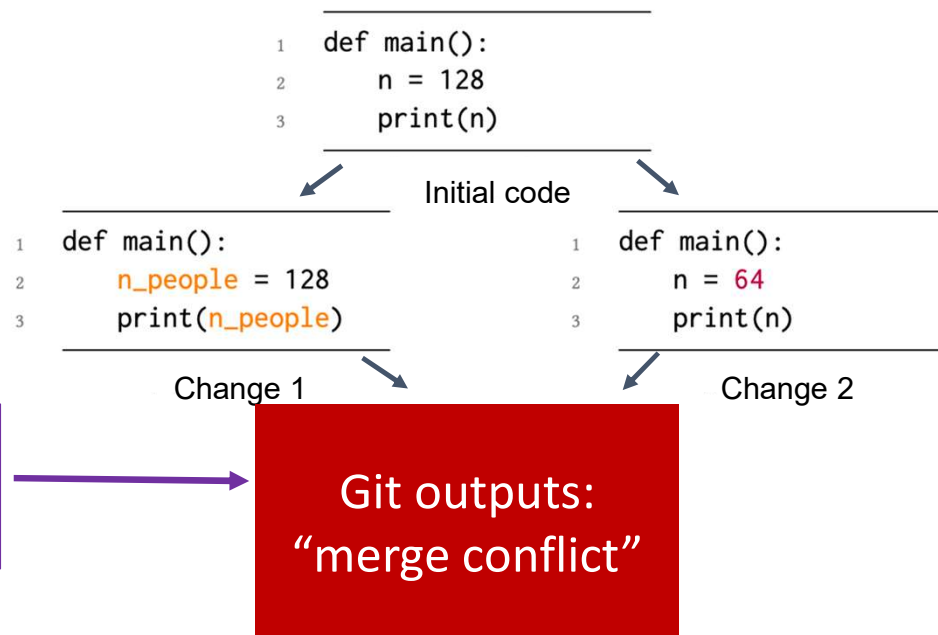 1 def main():
2     n = 128
3     print(n)
Initial code
1 def main():
2     n_people = 128
3     print(n_people)
Change 1
1 def main():
2     n = 64
3     print(n)
Change 2
Git outputs:
“merge conflict”